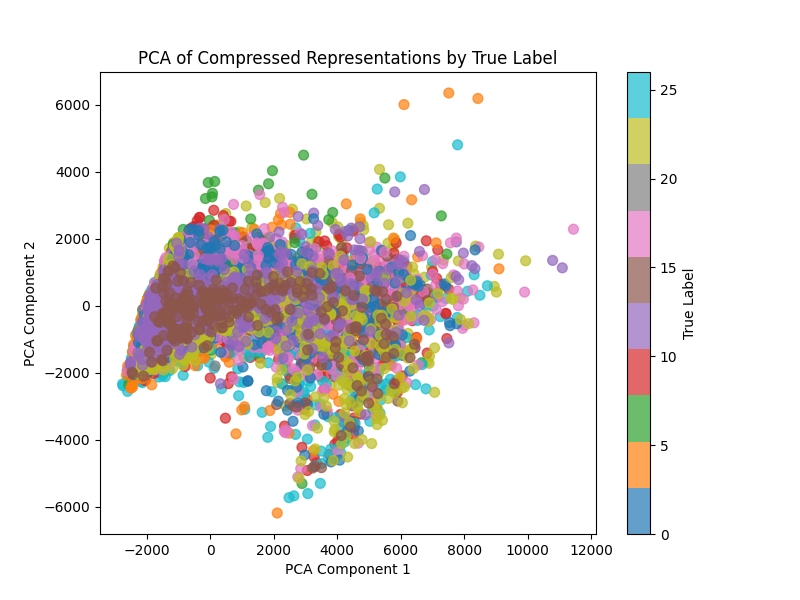 PCA of Compressed Representations by True Label
6000
4000
2000
0
−2000
−4000
−6000
PCA Component 2
−2000 0 2000 4000 6000 8000 10000 12000
PCA Component 1
25
20
15
10
5
0
True Label